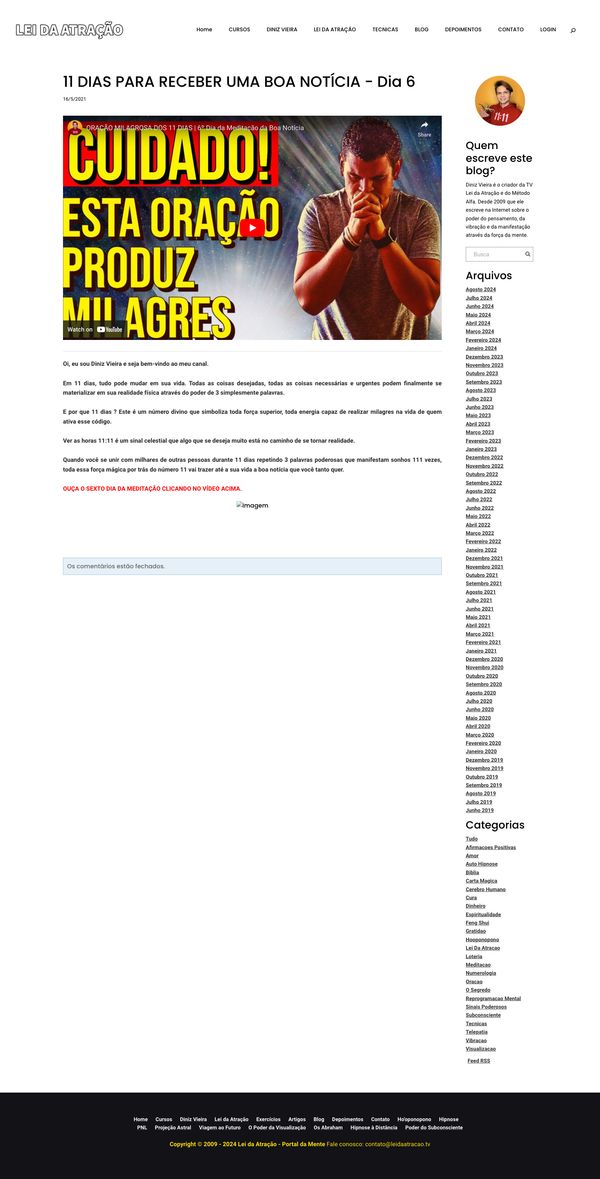 LEI DA ATRAÇÃO
Home CURSOS DINIZ VIEIRA LEI DA ATRAÇÃO TECNICAS BLOG DEPOIMENTOS CONTATO LOGIN
11 DIAS PARA RECEBER UMA BOA NOTÍCIA - Dia 6
16/5/2021
ORAÇÃO MILAGROSA DOS 11 DIAS | 6º Dia da Meditação da Boa Notícia
Share
CUIDADO!
ESTA ORAÇÃO
PRODUZ
MILAGRES
Watch on YouTube
Oi, eu sou Diniz Vieira e seja bem-vindo ao meu canal.
Em 11 dias, tudo pode mudar em sua vida. Todas as coisas desejadas, todas as coisas necessárias e urgentes podem finalmente se
materializar em sua realidade física através do poder de 3 simplesmente palavras.
E por que 11 dias ? Este é um número divino que simboliza toda força superior, toda energia capaz de realizar milagres na vida de quem
ativa esse código.
Ver as horas 11:11 é um sinal celestial que algo que se deseja muito está no caminho de se tornar realidade.
Quando você se unir com milhares de outras pessoas durante 11 dias repetindo 3 palavras poderosas que manifestam sonhos 111 vezes,
toda essa força mágica por trás do número 11 vai trazer até a sua vida a boa notícia que você tanto quer.
OUÇA O SEXTO DIA DA MEDITAÇÃO CLICANDO NO VÍDEO ACIMA.
Imagem
Os comentários estão fechados.
11:11
Quem
escreve este
blog?
Diniz Vieira é o criador da TV
Lei da Atração e do Método
Alfa. Desde 2009 que ele
escreve na Internet sobre o
poder do pensamento, da
vibração e da manifestação
através da força da mente.
Busca
Arquivos
Agosto 2024
Julho 2024
Junho 2024
Maio 2024
Abril 2024
Março 2024
Fevereiro 2024
Janeiro 2024
Dezembro 2023
Novembro 2023
Outubro 2023
Setembro 2023
Agosto 2023
Julho 2023
Junho 2023
Maio 2023
Abril 2023
Março 2023
Fevereiro 2023
Janeiro 2023
Dezembro 2022
Novembro 2022
Outubro 2022
Setembro 2022
Agosto 2022
Julho 2022
Junho 2022
Maio 2022
Abril 2022
Março 2022
Fevereiro 2022
Janeiro 2022
Dezembro 2021
Novembro 2021
Outubro 2021
Setembro 2021
Agosto 2021
Julho 2021
Junho 2021
Maio 2021
Abril 2021
Março 2021
Fevereiro 2021
Janeiro 2021
Dezembro 2020
Novembro 2020
Outubro 2020
Setembro 2020
Agosto 2020
Julho 2020
Junho 2020
Maio 2020
Abril 2020
Março 2020
Fevereiro 2020
Janeiro 2020
Dezembro 2019
Novembro 2019
Outubro 2019
Setembro 2019
Agosto 2019
Julho 2019
Junho 2019
Categorias
Tudo
Afirmacoes Positivas
Amor
Auto Hipnose
Biblia
Carta Magica
Cerebro Humano
Cura
Dinheiro
Espiritualidade
Feng Shui
Gratidao
Hooponopono
Lei Da Atracao
Loteria
Meditacao
Numerologia
Oracao
O Segredo
Reprogramacao Mental
Sinais Poderosos
Subconsciente
Tecnicas
Telepatia
Vibracao
Visualizacao
Feed RSS
Home Cursos Diniz Vieira Lei da Atração Exercícios Artigos Blog Depoimentos Contato Ho'oponopono Hipnose
PNL Projeção Astral Viagem ao Futuro O Poder da Visualização Os Abraham Hipnose à Distância Poder do Subconsciente
Copyright © 2009 - 2024 Lei da Atração - Portal da Mente Fale conosco: contato@leidaatracao.tv